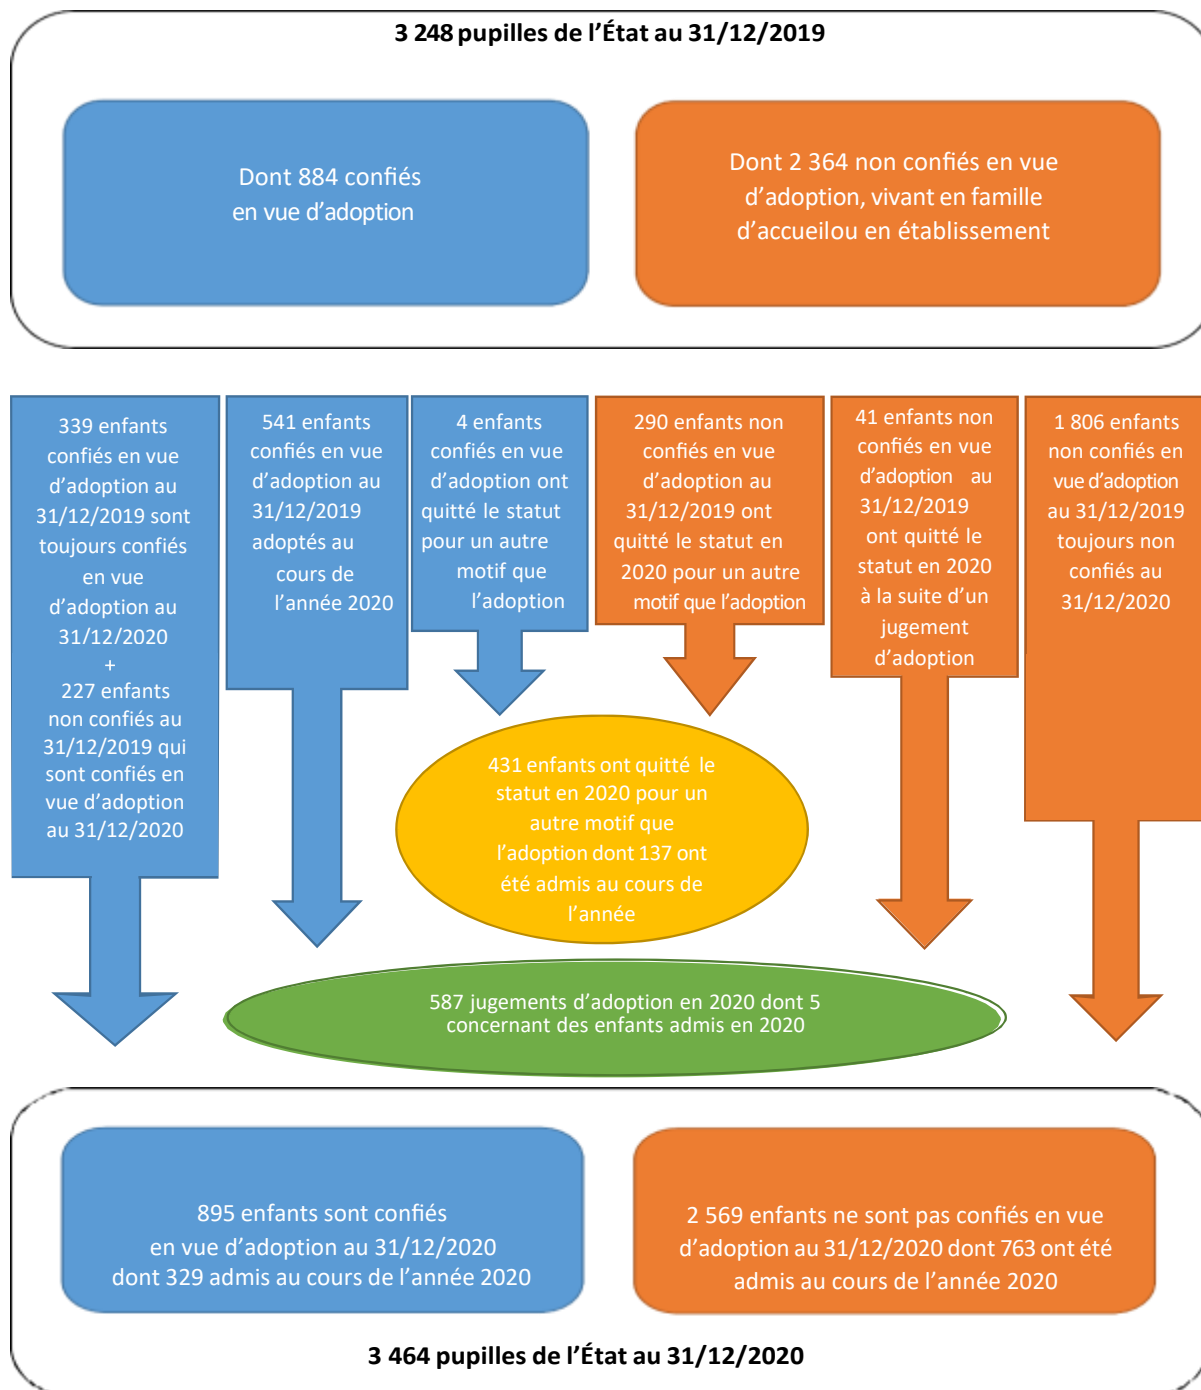 3 248 pupilles de l’État au 31/12/2019
Dont 884 confiés
en vue d’adoption
Dont 2 364 non confiés en vue
d’adoption, vivant en famille
d’accueilou en établissement
339 enfants
confiés en vue
d’adoption au
31/12/2019 sont
toujours confiés
en vue
d’adoption au
31/12/2020
+
227 enfants
non confiés au
31/12/2019 qui
sont confiés en
vue d’adoption
au 31/12/2020
541 enfants
confiés en vue
d’adoption au
31/12/2019
adoptés au
cours de
l’année 2020
4 enfants
confiés en vue
d’adoption ont
quitté le statut
pour un autre
motif que
l’adoption
290 enfants non
confiés en vue
d’adoption au
31/12/2019 ont
quitté le statut en
2020 pour un autre
motif que l’adoption
41 enfants non
confiés en vue
d’adoption au
31/12/2019
ont quitté le
statut en 2020
à la suite d’un
jugement
d’adoption
1 806 enfants
non confiés en
vue d’adoption
au 31/12/2019
toujours non
confiés au
31/12/2020
431 enfants ont quitté le
statut en 2020 pour un
autre motif que
l’adoption dont 137 ont
été admis au cours de
l’année
587 jugements d’adoption en 2020 dont 5
concernant des enfants admis en 2020
895 enfants sont confiés
en vue d’adoption au 31/12/2020
dont 329 admis au cours de l’année 2020
2 569 enfants ne sont pas confiés en vue
d’adoption au 31/12/2020 dont 763 ont été
admis au cours de l’année 2020
3 464 pupilles de l’État au 31/12/2020